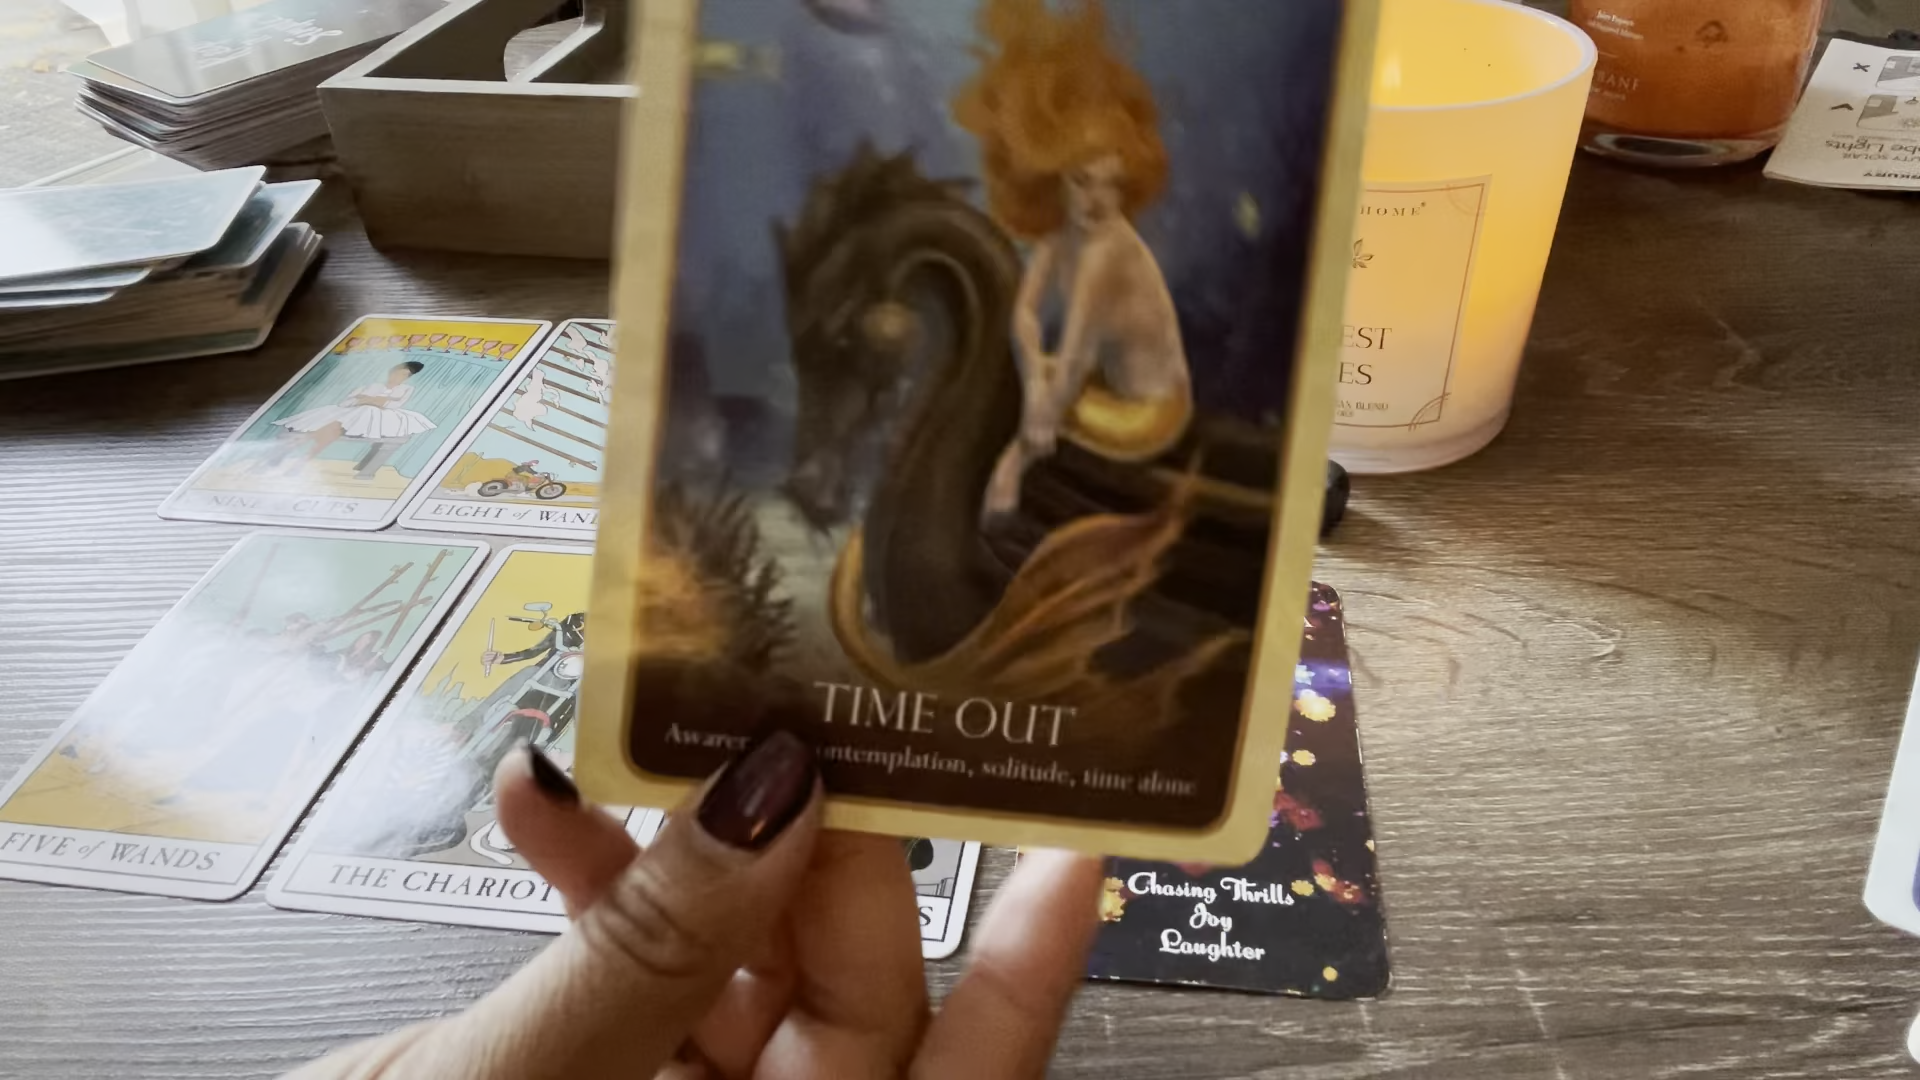 HOME
EST
ES
NINE of CUPS
EIGHT of WAND
FIVE of WANDS
THE CHARIOT
S
TIME OUT
Awaren ontemplation, solitude, time alone
Chasing Thrills
Joy
Laughter